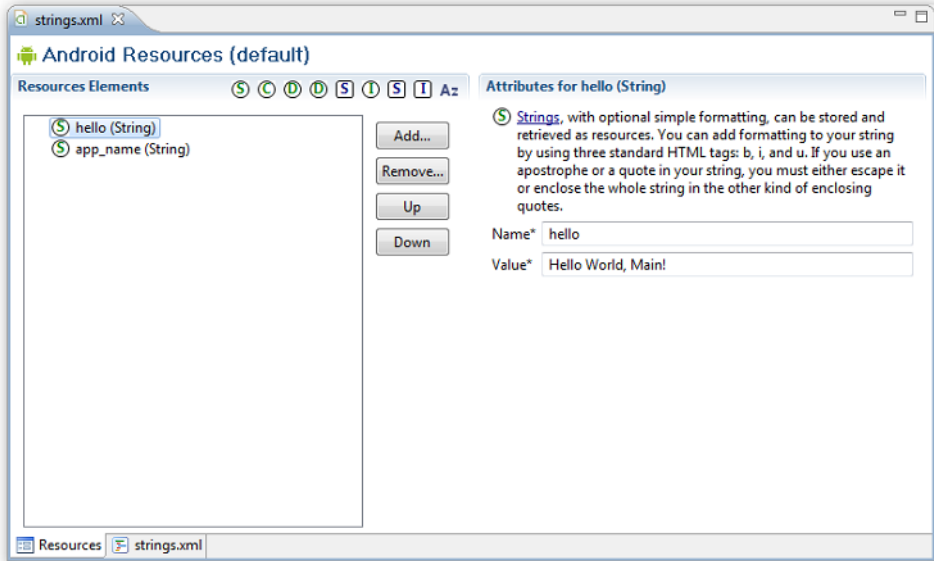 strings.xml
Android Resources (default)
Resources Elements
S C D D S I S I Az
S hello (String)
S app_name (String)
Add...
Remove...
Up
Down
Attributes for hello (String)
S Strings, with optional simple formatting, can be stored and
retrieved as resources. You can add formatting to your string
by using three standard HTML tags: b, i, and u. If you use an
apostrophe or a quote in your string, you must either escape it
or enclose the whole string in the other kind of enclosing
quotes.
Name* hello
Value* Hello World, Main!
Resources strings.xml